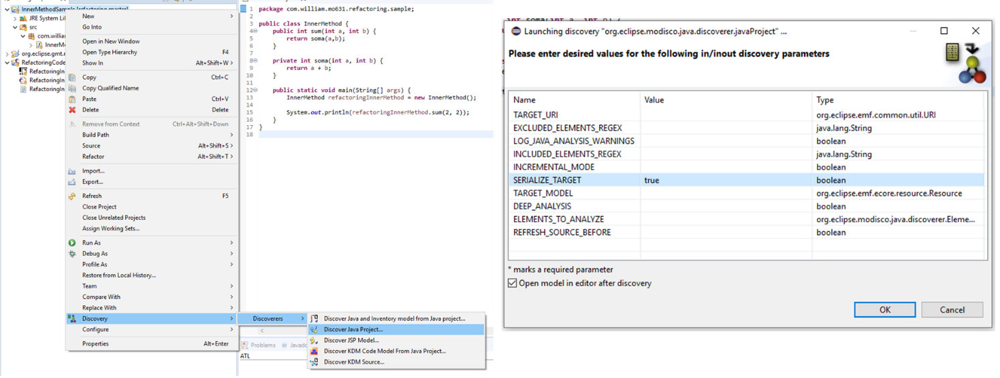 InnerMethodSample [refactoring master]
JRE System Lib
src
com.willia
InnerMe
org.eclipse.gmt.r
RefactoringCode
RefactoringIn
RefactoringIn
RefactoringIn
New
Go Into
Open in New Window
Open Type Hierarchy F4
Show In Alt+Shift+W >
Copy Ctrl+C
Copy Qualified Name
Paste Ctrl+V
Delete Delete
Remove from Context Ctrl+Alt+Shift+Down
Build Path
Source Alt+Shift+S >
Refactor Alt+Shift+T >
Import...
Export...
Refresh F5
Close Project
Close Unrelated Projects
Assign Working Sets...
Run As
Debug As
Profile As
Restore from Local History...
Team
Compare With
Replace With
Discovery
Configure
Properties Alt+Enter
Discoverers
Discover Java and Inventory model from Java project...
Discover Java Project...
Discover JSP Model...
Discover KDM Code Model From Java Project...
Discover KDM Source...
1 package com.william.mo631.refactoring.sample;
2
3 public class InnerMethod {
4 public int sum(int a, int b) {
5 return soma(a,b);
6 }
7
8 private int soma(int a, int b) {
9 return a + b;
10 }
11
12 public static void main(String[] args) {
13 InnerMethod refactoringInnerMethod = new InnerMethod();
14
15 System.out.println(refactoringInnerMethod.sum(2, 2));
16 }
17 }
18
Problems Javadoc
ATL
Launching discovery "org.eclipse.modisco.java.discoverer.javaProject" ...
Please enter desired values for the following in/inout discovery parameters
Name Value Type
TARGET_URI org.eclipse.emf.common.util.URI
EXCLUDED_ELEMENTS_REGEX java.lang.String
LOG_JAVA_ANALYSIS_WARNINGS boolean
INCLUDED_ELEMENTS_REGEX java.lang.String
INCREMENTAL_MODE boolean
SERIALIZE_TARGET true boolean
TARGET_MODEL org.eclipse.emf.ecore.resource.Resource
DEEP_ANALYSIS boolean
ELEMENTS_TO_ANALYZE org.eclipse.modisco.java.discoverer.Eleme...
REFRESH_SOURCE_BEFORE boolean
* marks a required parameter
Open model in editor after discovery
OK Cancel